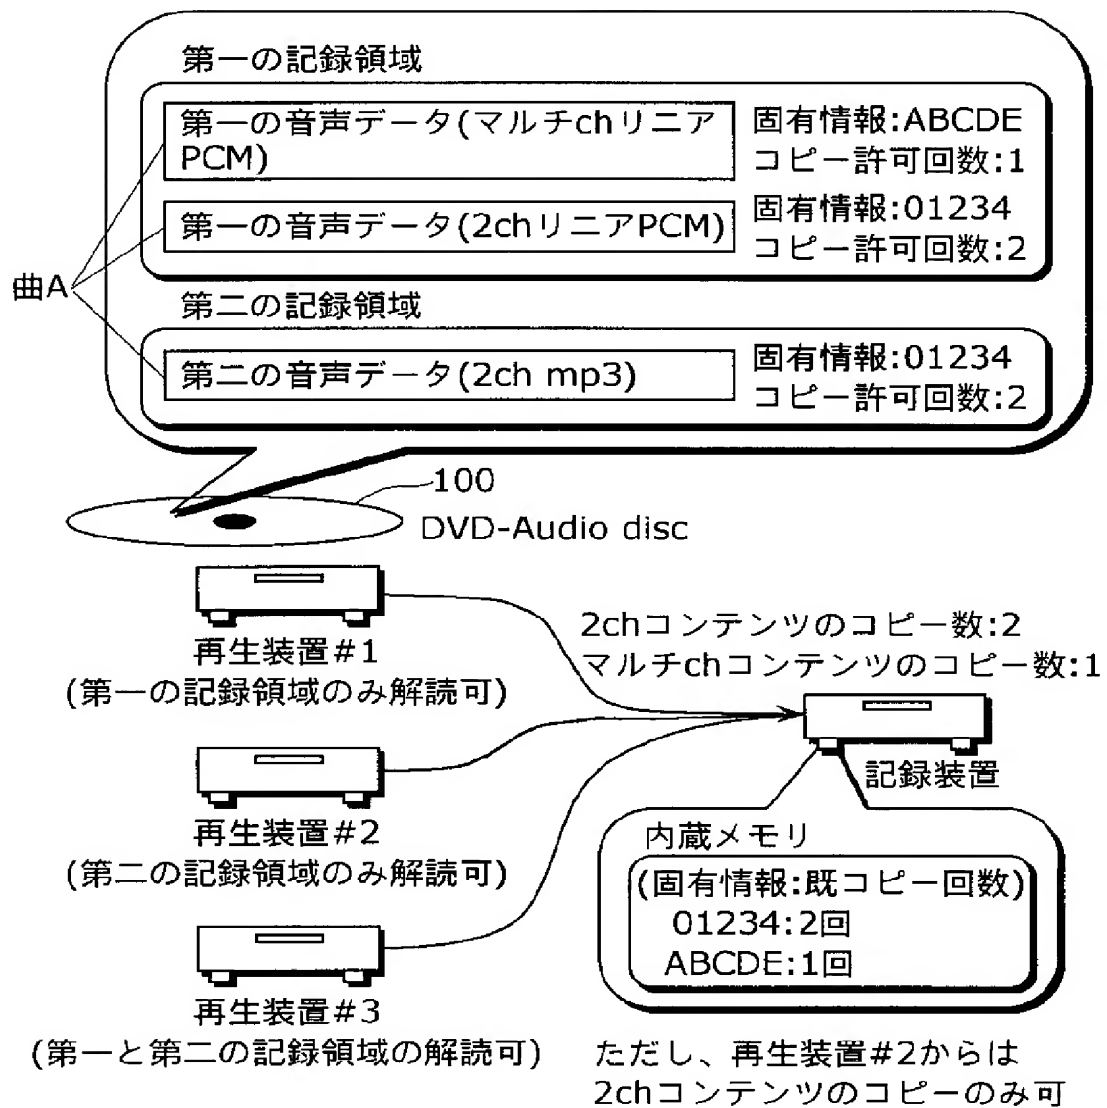 第一の記録領域
第一の音声データ(マルチchリニア
PCM)
固有情報:ABCDE
コピー許可回数:1
第一の音声データ(2chリニアPCM)
固有情報:01234
コピー許可回数:2
曲A
第二の記録領域
第二の音声データ(2ch mp3)
固有情報:01234
コピー許可回数:2
100
DVD-Audio disc
再生装置#1
(第一の記録領域のみ解読可)
2chコンテンツのコピー数:2
マルチchコンテンツのコピー数:1
記録装置
再生装置#2
(第二の記録領域のみ解読可)
内蔵メモリ
(固有情報:既コピー回数)
01234:2回
ABCDE:1回
再生装置#3
(第一と第二の記録領域の解読可)
ただし、再生装置#2からは
2chコンテンツのコピーのみ可